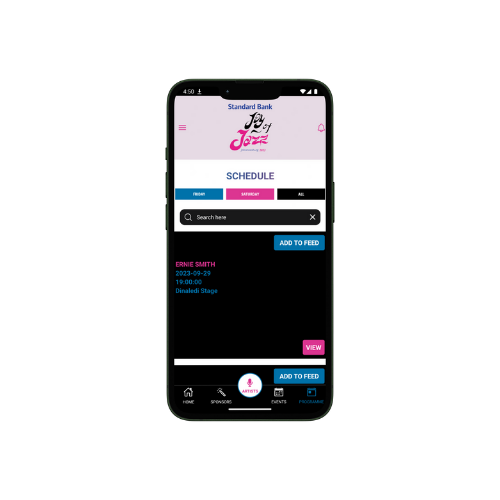 4:50
Standard Bank
Joy of
Jazz
SCHEDULE
FRIDAY
SATURDAY
ALL
Search here
ADD TO FEED
ERNIE SMITH
2023-09-29
19:00:00
Dinaledi Stage
VIEW
ADD TO FEED
HOME
SPONSORS
ARTISTS
EVENTS
PROGRAMME